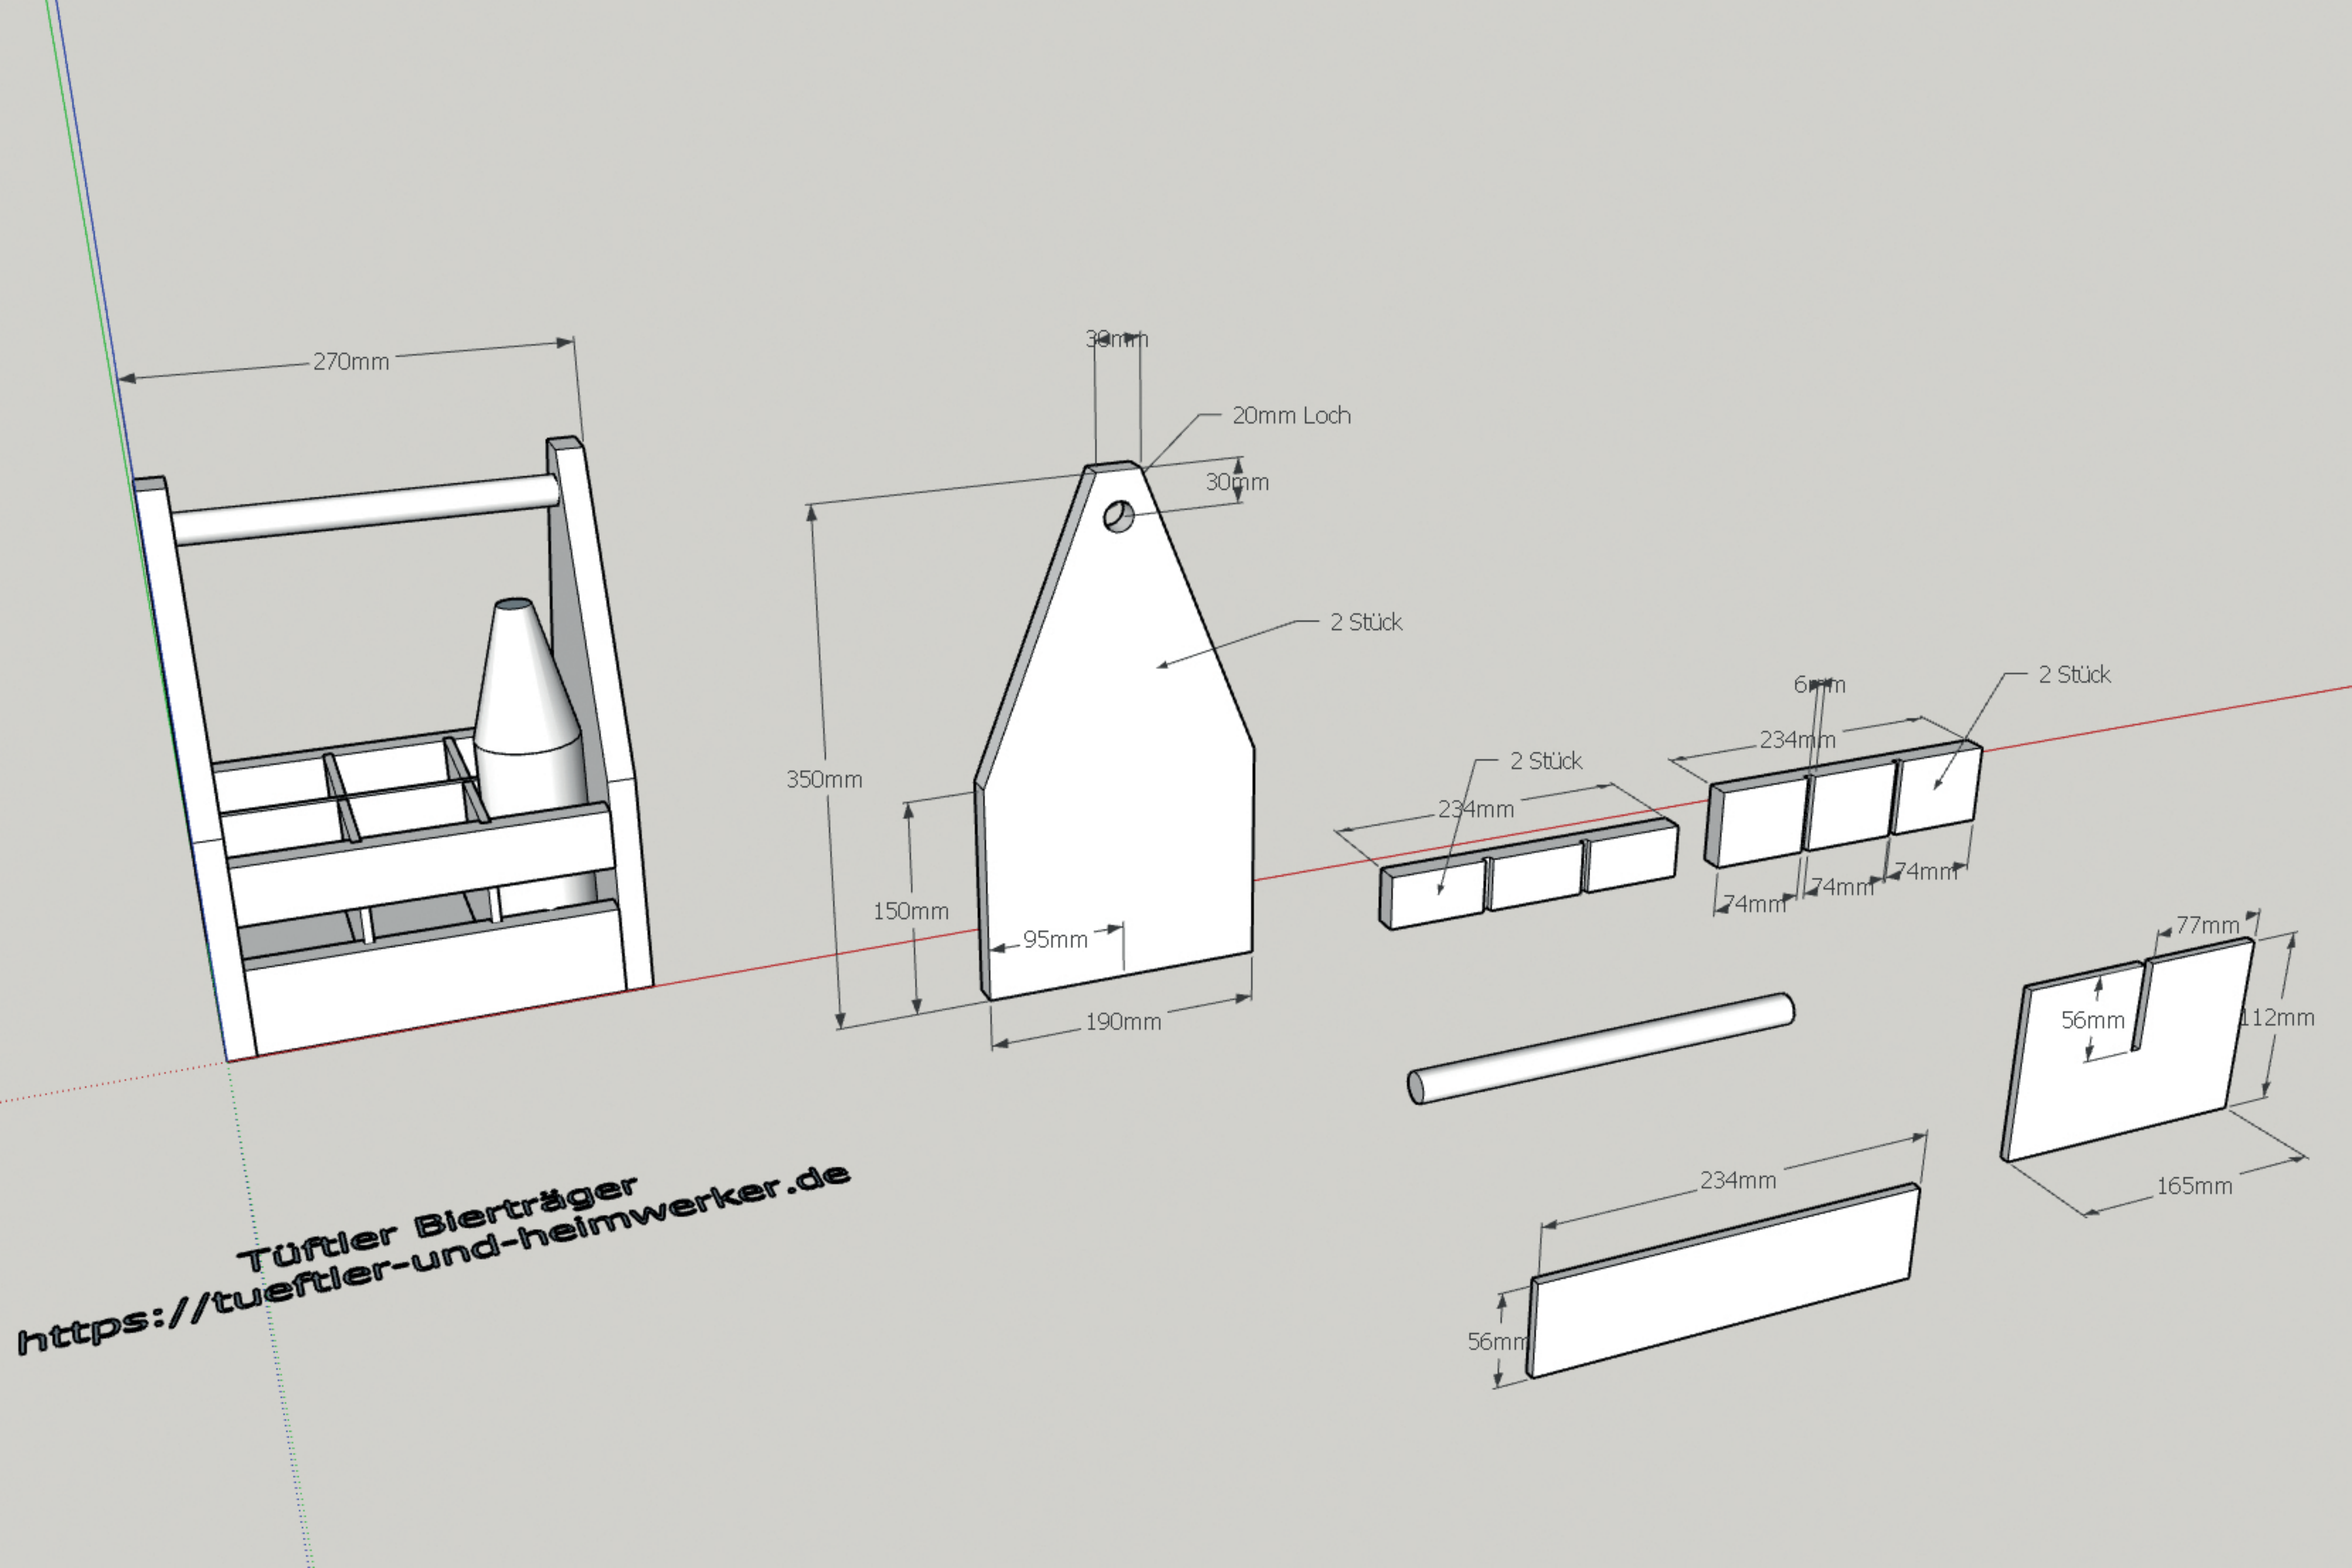 270mm
30mm
20mm Loch
30mm
2 Stück
350mm
150mm
95mm
190mm
2 Stück
234mm
6mm
2 Stück
234mm
74mm
74mm
74mm
77mm
56mm
112mm
165mm
234mm
56mm
Tüftler Bierträger
https://tueftler-und-heimwerker.de